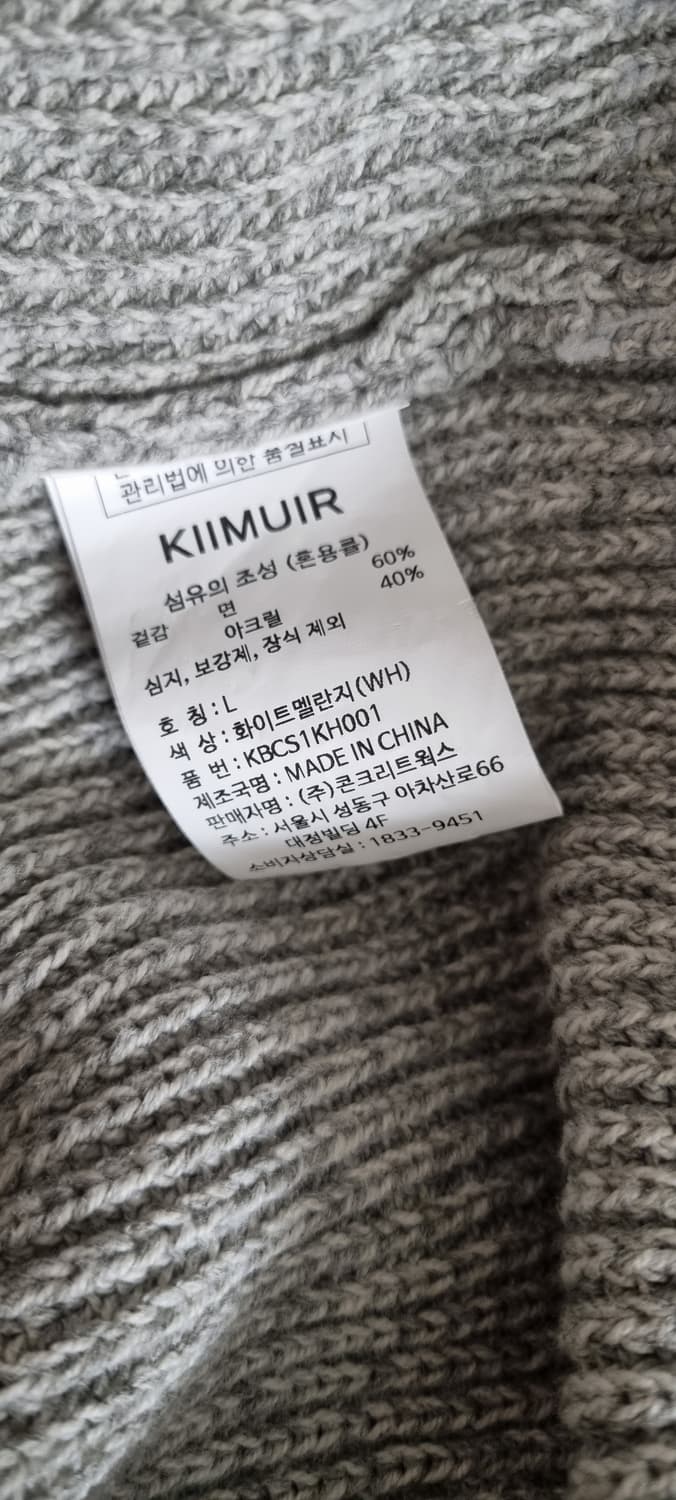 관리법에 의한 품질표시
KIIMUIR
섬유의 조성 (혼용률)
겉감 면 60%
아크릴 40%
심지, 보강제, 장식 제외
호 칭 : L
색 상 : 화이트멜란지(WH)
품 번 : KBCS1KH001
제조국명 : MADE IN CHINA
판매자명 : (주)콘크리트웍스
주소 : 서울시 성동구 아차산로66
대정빌딩 4F
소비자상담실 : 1833-9451